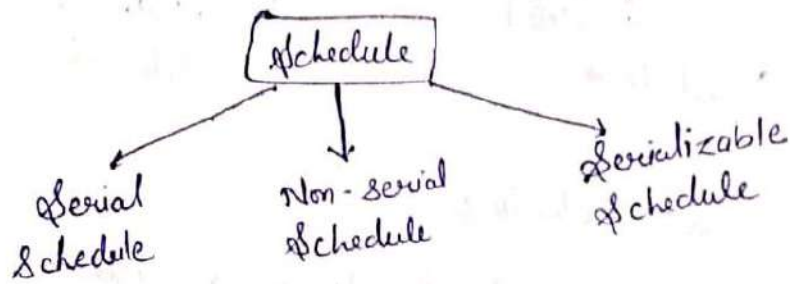 Schedule
Serial
Schedule
Non-serial
Schedule
Serializable
Schedule